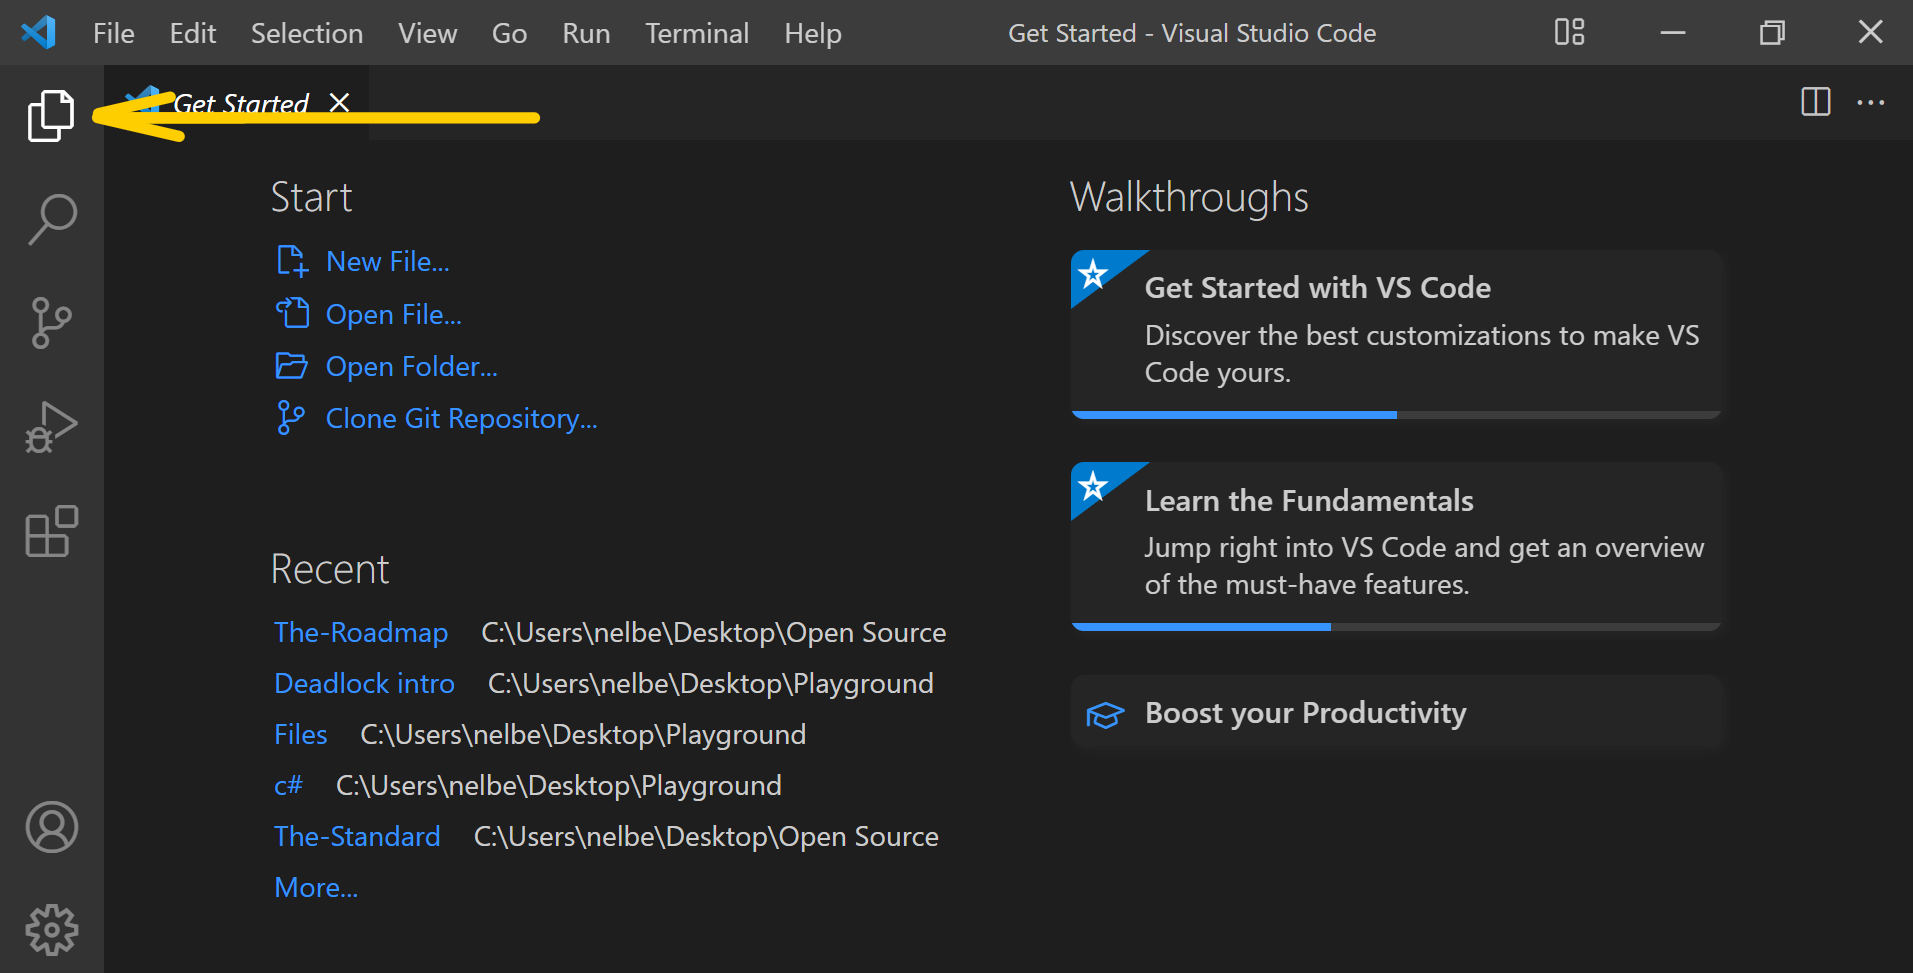 File Edit Selection View Go Run Terminal Help Get Started - Visual Studio Code
Get Started
Start
New File...
Open File...
Open Folder...
Clone Git Repository...
Recent
The-Roadmap C:\Users\nelbe\Desktop\Open Source
Deadlock intro C:\Users\nelbe\Desktop\Playground
Files C:\Users\nelbe\Desktop\Playground
c# C:\Users\nelbe\Desktop\Playground
The-Standard C:\Users\nelbe\Desktop\Open Source
More...
Walkthroughs
Get Started with VS Code
Discover the best customizations to make VS
Code yours.
Learn the Fundamentals
Jump right into VS Code and get an overview
of the must-have features.
Boost your Productivity